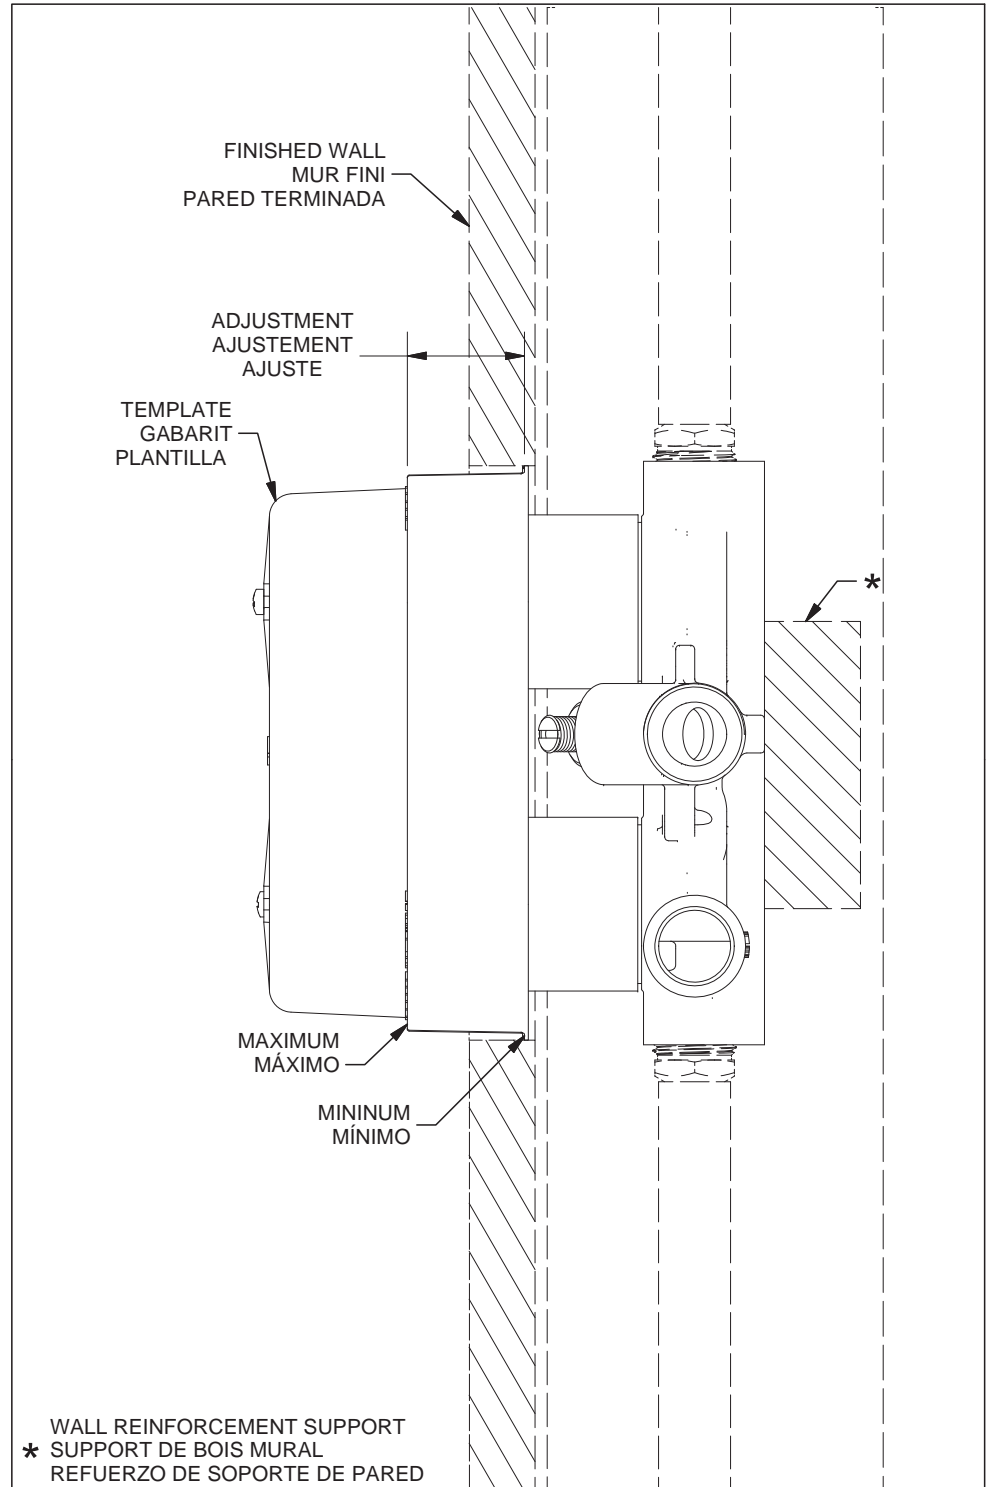 FINISHED WALL
MUR FINI
PARED TERMINADA
ADJUSTMENT
AJUSTEMENT
AJUSTE
TEMPLATE
GABARIT
PLANTILLA
*
MAXIMUM
MÁXIMO
MININUM
MÍNIMO
WALL REINFORCEMENT SUPPORT
* SUPPORT DE BOIS MURAL
REFUERZO DE SOPORTE DE PARED